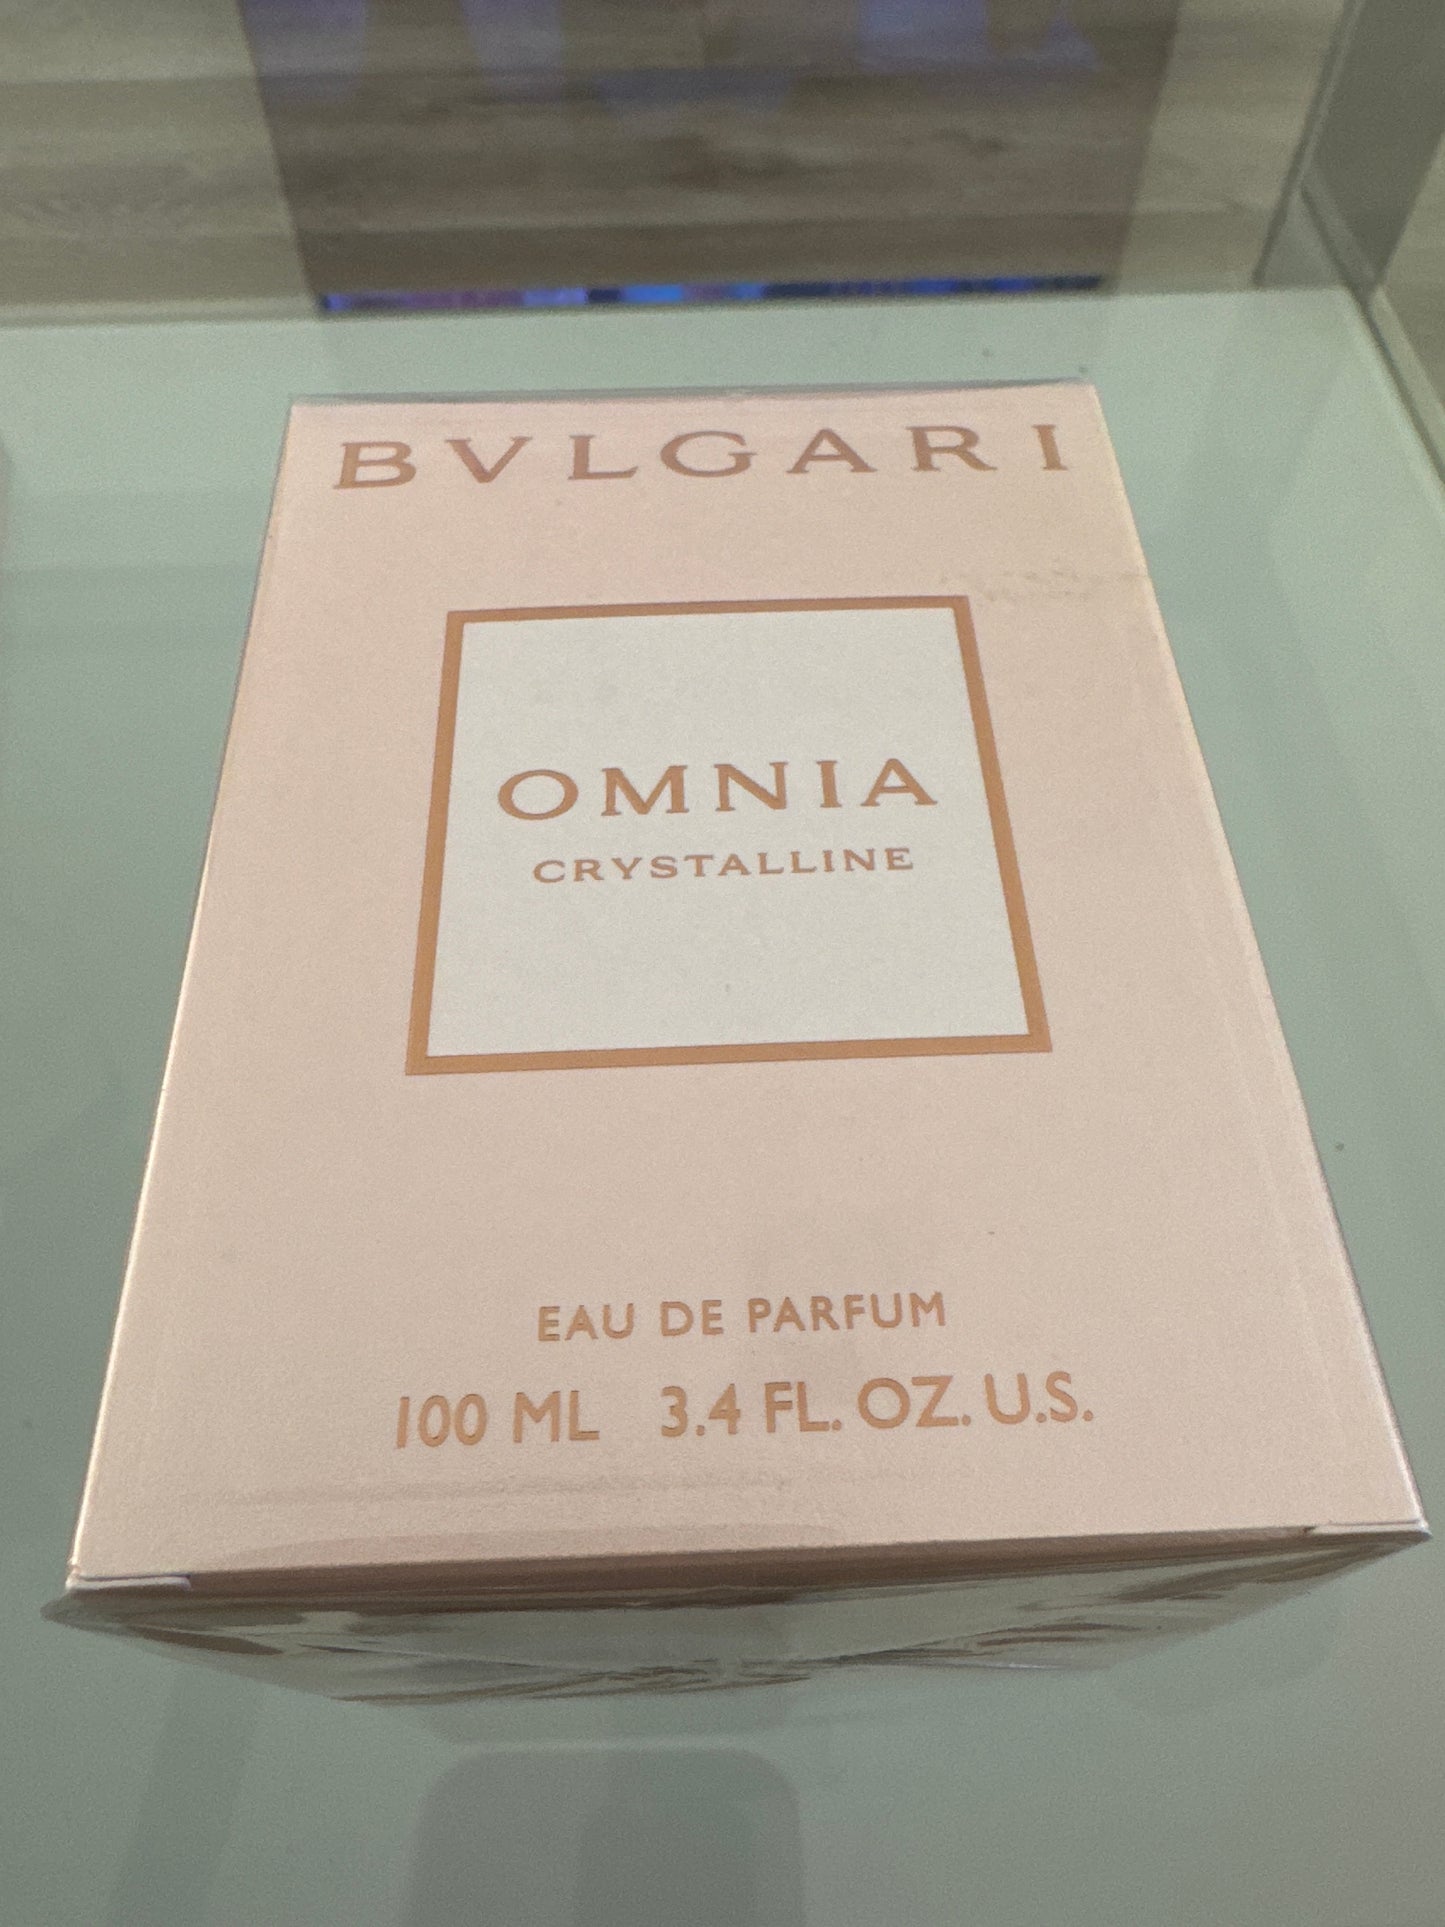 BVLGARI
OMNIA
CRYSTALLINE
EAU DE PARFUM
100 ML 3.4 FL. OZ. U.S.